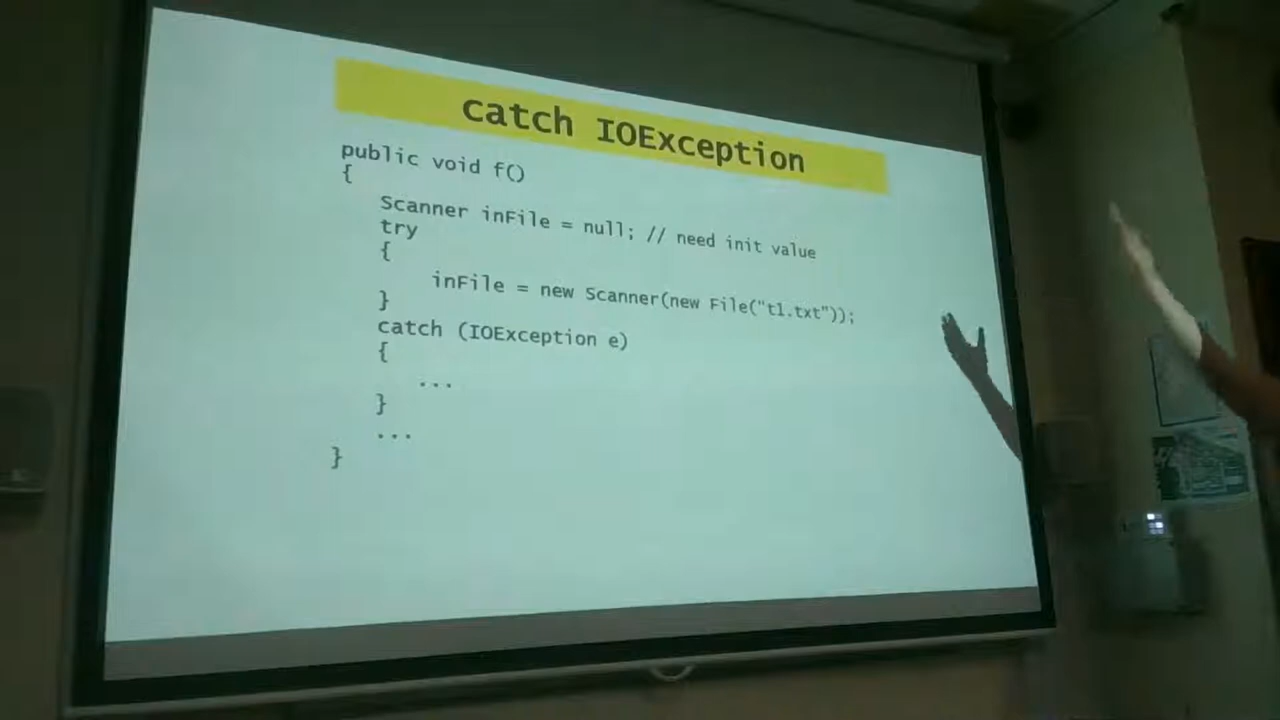 catch IOException
public void f()
{
Scanner inFile = null; // need init value
try
{
inFile = new Scanner(new File("t1.txt"));
}
catch (IOException e)
{
...
}
...
}